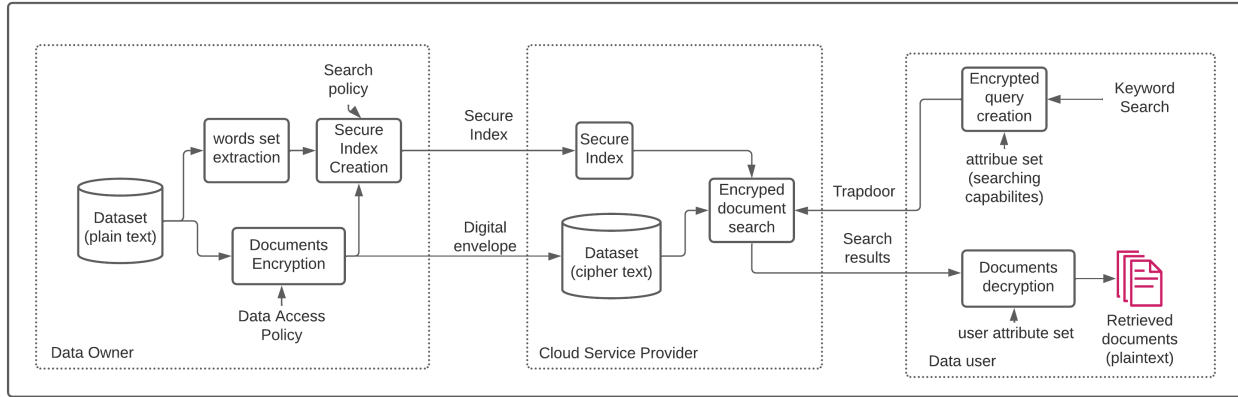 Search
policy
words set
extraction
Secure
Index
Creation
Dataset
(plain text)
Documents
Encryption
Data Access
Policy
Data Owner
Secure
Index
Digital
envelope
Secure
Index
Dataset
(cipher text)
Encryped
document
search
Cloud Service Provider
Trapdoor
Search
results
Encrypted
query
creation
Keyword
Search
attribue set
(searching
capabilites)
Documents
decryption
user attribute set
Retrieved
documents
(plaintext)
Data user